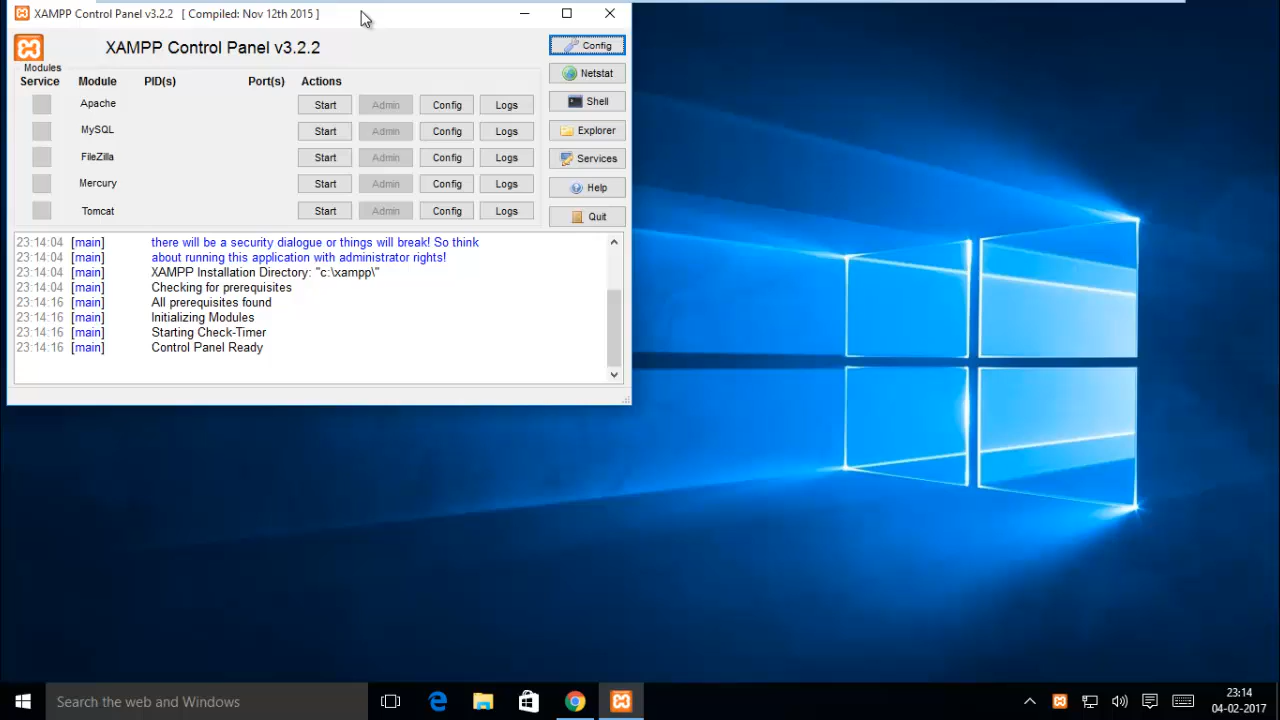 XAMPP Control Panel v3.2.2 [ Compiled: Nov 12th 2015 ]
XAMPP Control Panel v3.2.2
Config
Modules
Service Module PID(s) Port(s) Actions
Netstat
Apache Start Admin Config Logs
Shell
MySQL Start Admin Config Logs
Explorer
FileZilla Start Admin Config Logs
Services
Mercury Start Admin Config Logs
Help
Tomcat Start Admin Config Logs
Quit
23:14:04 [main] there will be a security dialogue or things will break! So think
23:14:04 [main] about running this application with administrator rights!
23:14:04 [main] XAMPP Installation Directory: "c:\xampp\"
23:14:04 [main] Checking for prerequisites
23:14:16 [main] All prerequisites found
23:14:16 [main] Initializing Modules
23:14:16 [main] Starting Check-Timer
23:14:16 [main] Control Panel Ready
Search the web and Windows
23:14
04-02-2017